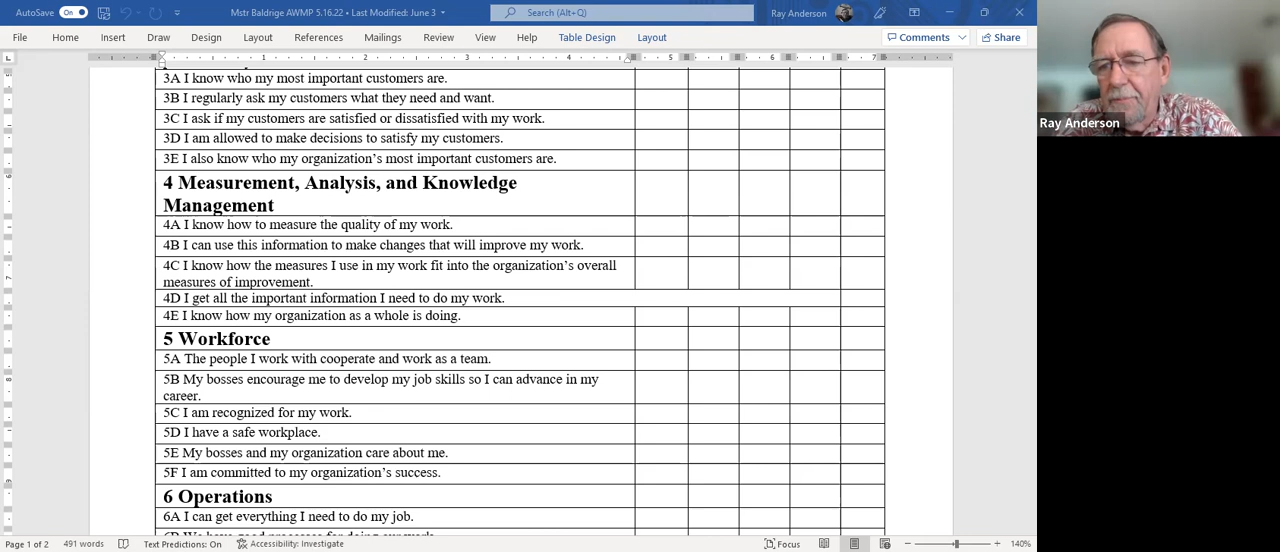 AutoSave On Mstr Baldrige AWMP 5.16.22 • Last Modified: June 3 Search (Alt+Q) Ray Anderson
File Home Insert Draw Design Layout References Mailings Review View Help Table Design Layout Comments Share
1 2 3 4 5 6 7
3A I know who my most important customers are.
3B I regularly ask my customers what they need and want.
3C I ask if my customers are satisfied or dissatisfied with my work.
3D I am allowed to make decisions to satisfy my customers.
3E I also know who my organization's most important customers are.
4 Measurement, Analysis, and Knowledge
Management
4A I know how to measure the quality of my work.
4B I can use this information to make changes that will improve my work.
4C I know how the measures I use in my work fit into the organization's overall
measures of improvement.
4D I get all the important information I need to do my work.
4E I know how my organization as a whole is doing.
5 Workforce
5A The people I work with cooperate and work as a team.
5B My bosses encourage me to develop my job skills so I can advance in my
career.
5C I am recognized for my work.
5D I have a safe workplace.
5E My bosses and my organization care about me.
5F I am committed to my organization's success.
6 Operations
6A I can get everything I need to do my job.
Page 1 of 2 491 words Text Predictions: On Accessibility: Investigate Focus 140%
Ray Anderson